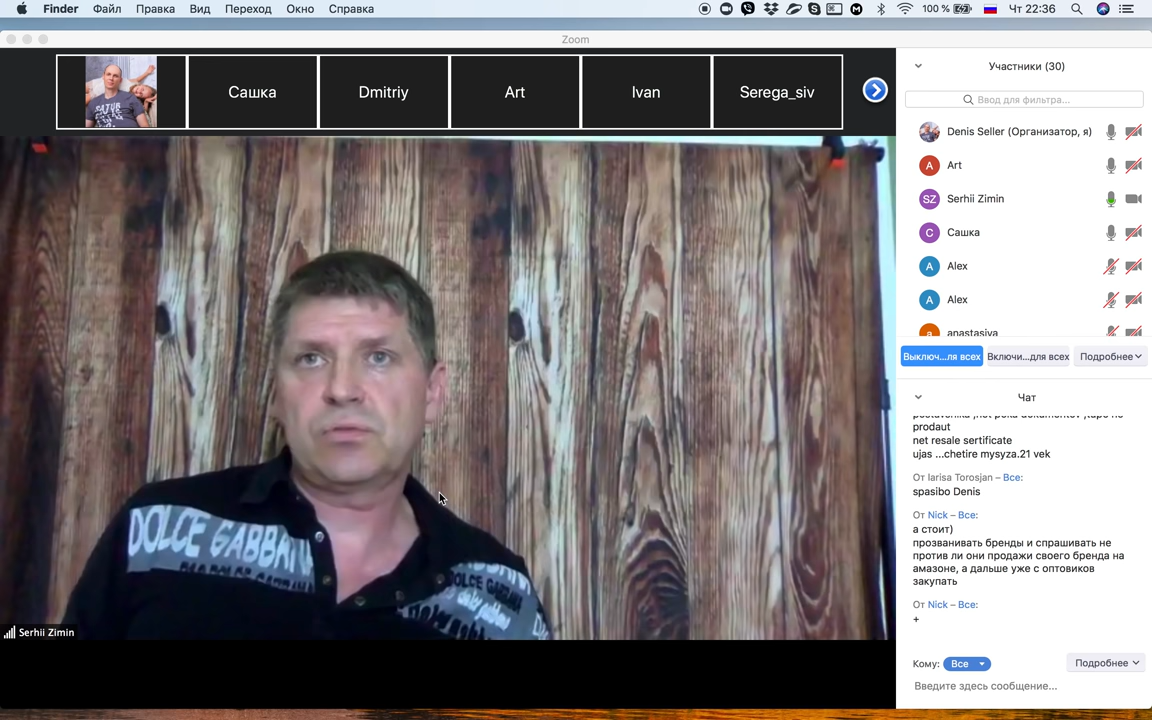 Finder Файл Правка Вид Переход Окно Справка 100 % Чт 22:36
Zoom
Сашка Dmitriy Art Ivan Serega_siv
Участники (30)
Ввод для фильтра...
Denis Seller (Организатор, я)
A Art
SZ Serhii Zimin
С Сашка
A Alex
A Alex
a anastasiya
Выключ...ля всех Включи...для всех Подробнее
Чат
prodaut
net resale sertificate
ujas ...chetire mysyza.21 vek
От larisa Torosjan – Все:
spasibo Denis
От Nick – Все:
а стоит)
прозванивать бренды и спрашивать не
против ли они продажи своего бренда на
амазоне, а дальше уже с оптовиков
закупать
От Nick – Все:
+
Кому: Все Подробнее
Введите здесь сообщение...
DOLCE GABBANA
Serhii Zimin